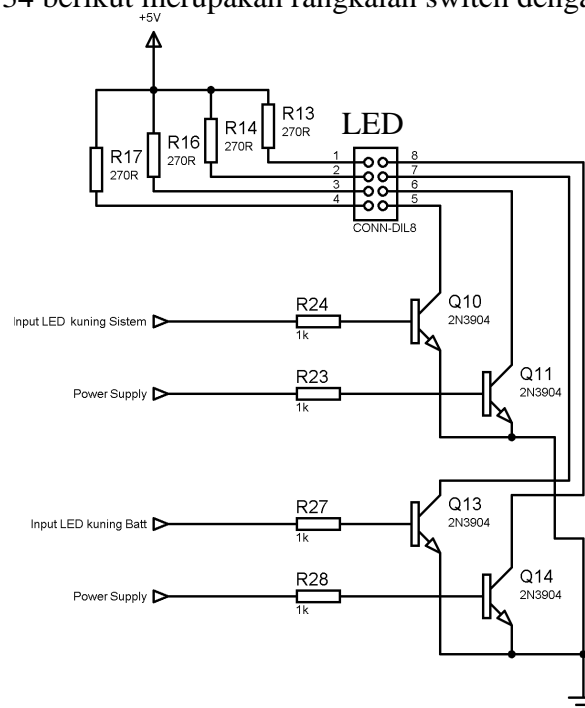 34 berikut merupakan rangkaian switch denga
+5V
R13
270R
R14
270R
R16
270R
R17
270R
LED
1 8
2 7
3 6
4 5
CONN-DIL8
Input LED kuning Sistem
R24
1k
Q10
2N3904
Power Supply
R23
1k
Q11
2N3904
Input LED kuning Batt
R27
1k
Q13
2N3904
Power Supply
R28
1k
Q14
2N3904